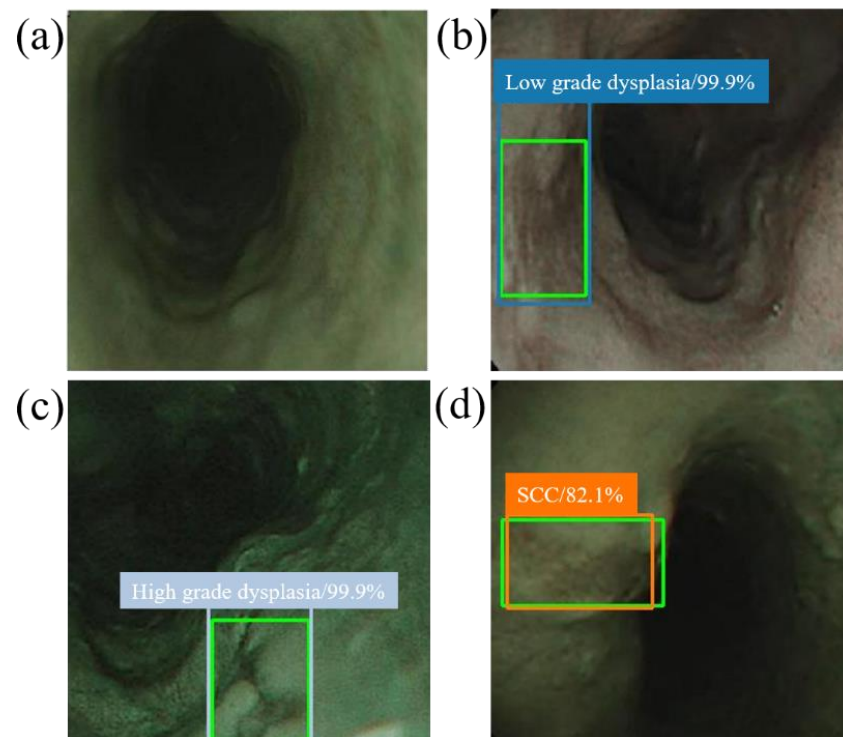 (a)
(b)
Low grade dysplasia/99.9%
(c)
High grade dysplasia/99.9%
(d)
SCC/82.1%